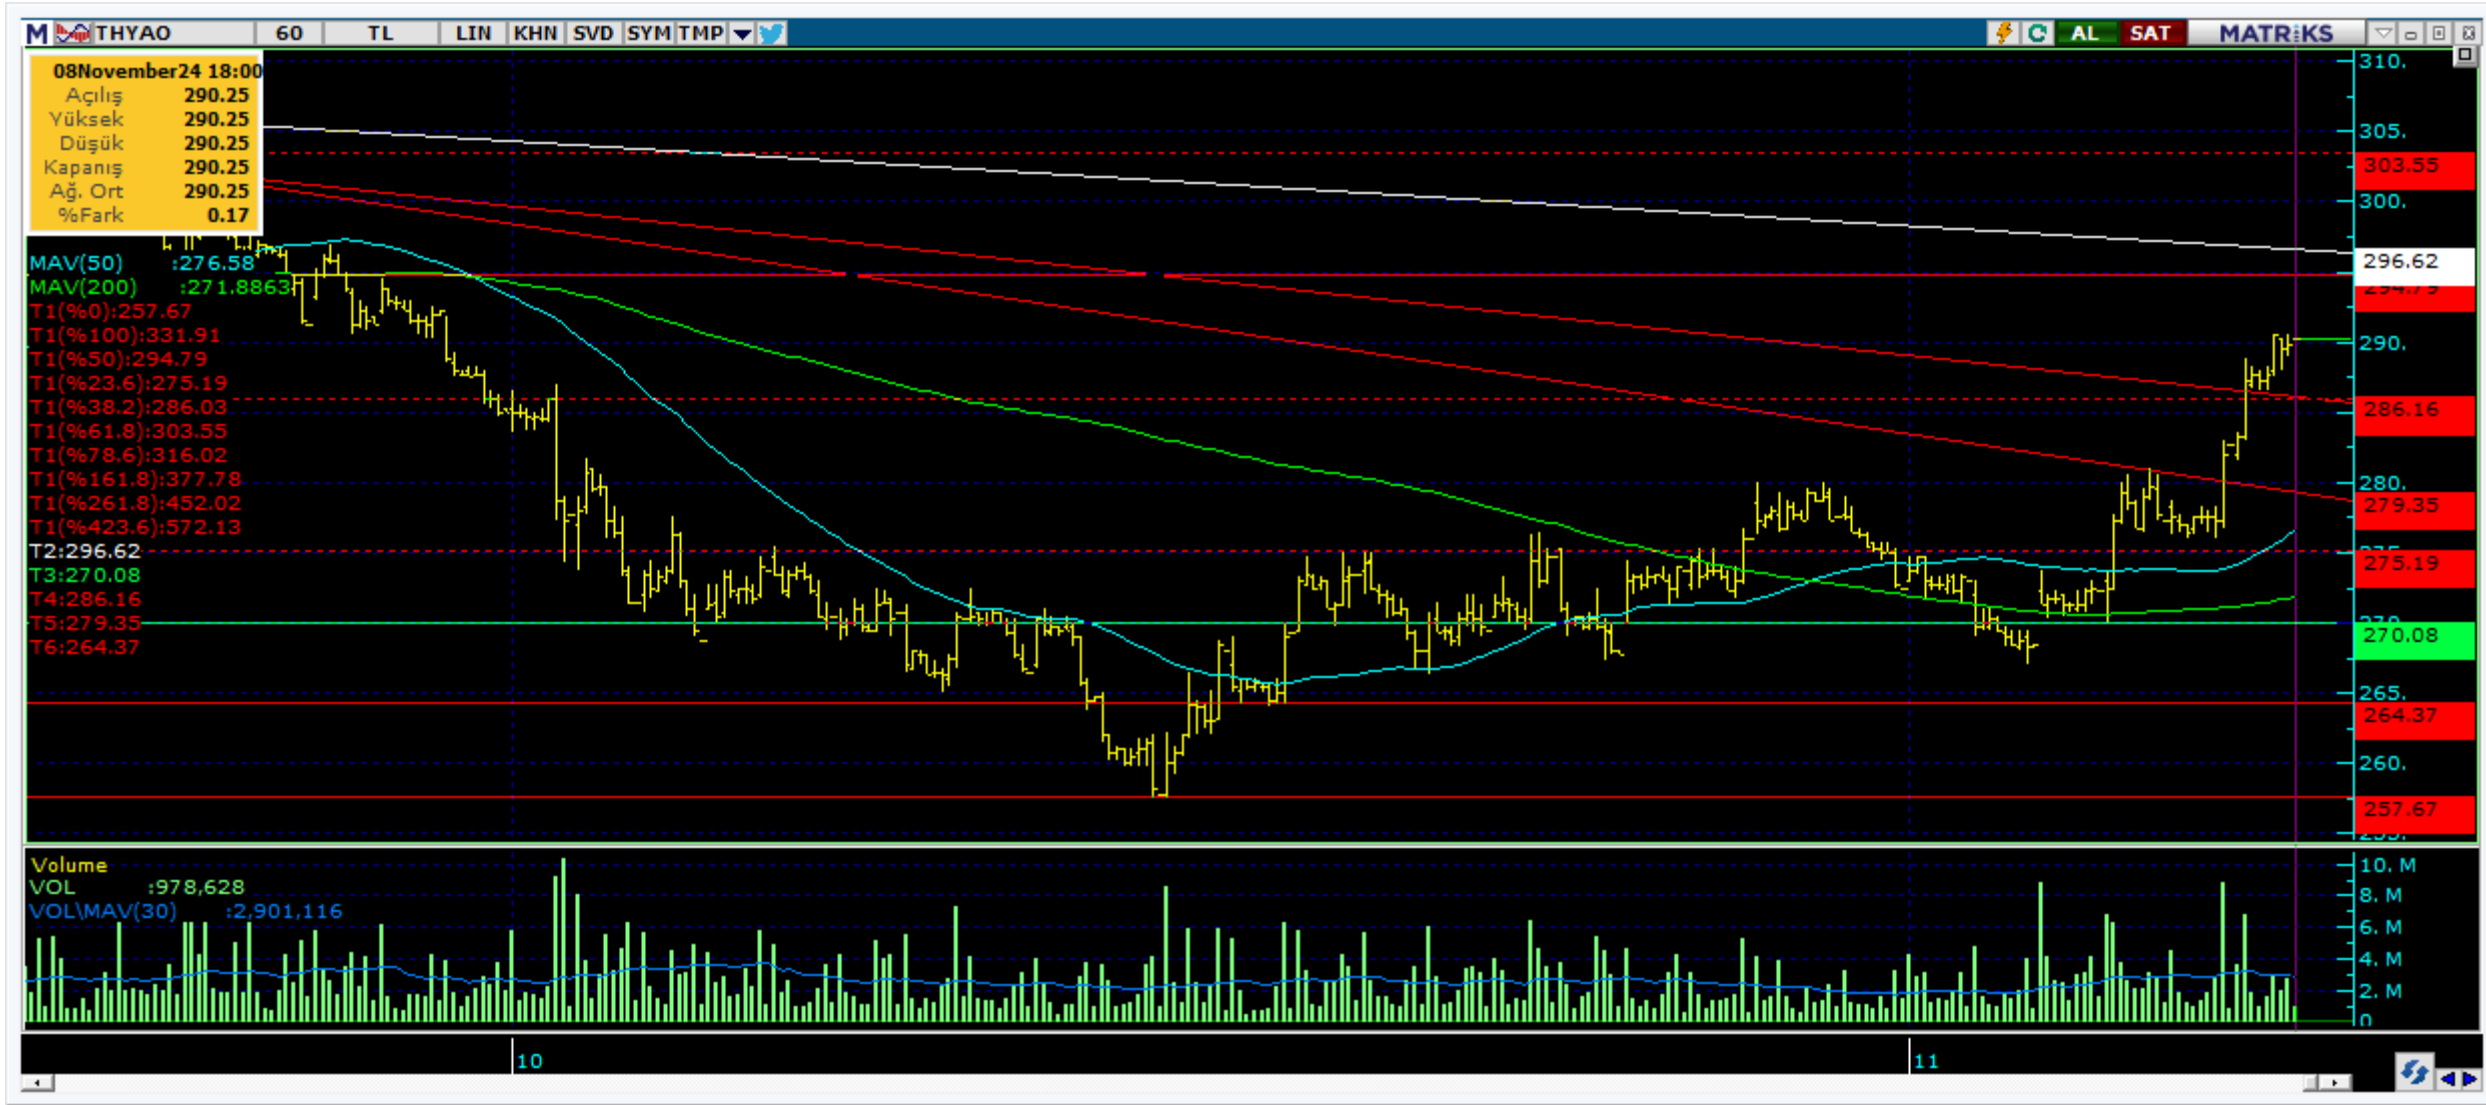 M THYAO 60 TL LIN KHN SVD SYM TMP AL SAT MATRiKS
08November24 18:00
Açılış 290.25
Yüksek 290.25
Düşük 290.25
Kapanış 290.25
Ağ. Ort 290.25
%Fark 0.17
MAV(50) :276.58
MAV(200) :271.8863
T1(%0):257.67
T1(%100):331.91
T1(%50):294.79
T1(%23.6):275.19
T1(%38.2):286.03
T1(%61.8):303.55
T1(%78.6):316.02
T1(%161.8):377.78
T1(%261.8):452.02
T1(%423.6):572.13
T2:296.62
T3:270.08
T4:286.16
T5:279.35
T6:264.37
310.
305.
303.55
300.
296.62
294.79
290.
286.16
280.
279.35
275.19
270.08
265.
264.37
260.
257.67
Volume
VOL :978,628
VOL\MAV(30) :2,901,116
10. M
8. M
6. M
4. M
2. M
0
10 11